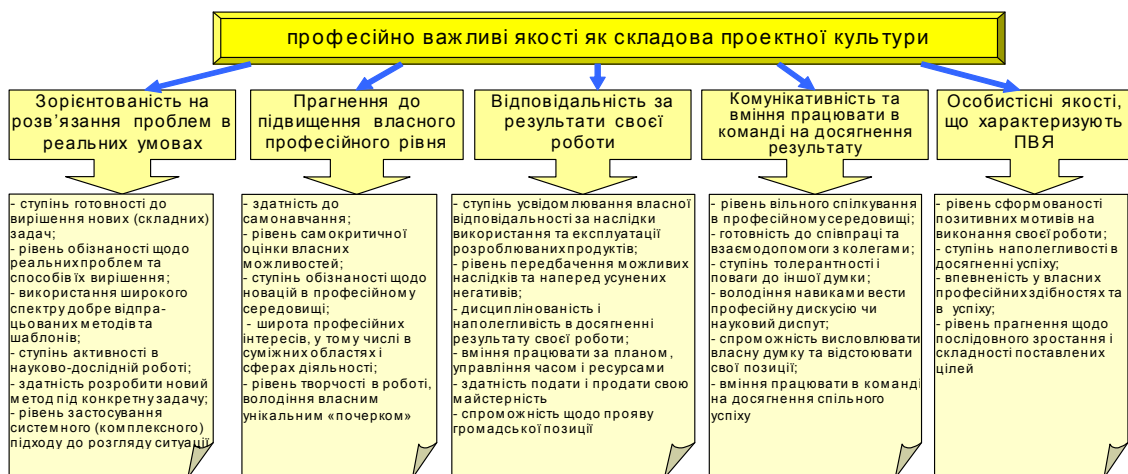 професійно важливі якості як складова проектної культури
Зорієнтованість на
розв’язання проблем в
реальних умовах
- ступінь готовності до
вирішення нових (складних)
задач;
- рівень обізнаності щодо
реальних проблем та
способів їх вирішення;
- використання широкого
спектру добре відпра-
цьованих методів та
шаблонів;
- ступінь активності в
науково-дослідній роботі;
- здатність розробити новий
метод під конкретну задачу;
- рівень застосування
системного (комплексного)
підходу до розгляду ситуації
Прагнення до
підвищення власного
професійного рівня
- здатність до
самонавчання;
- рівень самокритичної
оцінки власних
можливостей;
- ступінь обізнаності щодо
новацій в професійному
середовищі;
- широта професійних
інтересів, у тому числі в
суміжних областях і
сферах діяльності;
- рівень творчості в роботі,
володіння власним
унікальним «почерком»
Відповідальність за
результати своєї
роботи
- ступінь усвідомлювання власної
відповідальності за наслідки
використання та експлуатації
розроблюваних продуктів;
- рівень передбачення можливих
наслідків та наперед усунених
негативів;
- дисциплінованість і
наполегливість в досягненні
результату своєї роботи;
- вміння працювати за планом,
управління часом і ресурсами
- здатність подати і продати свою
майстерність
- спроможність щодо прояву
громадської позиції
Комунікативність та
вміння працювати в
команді на досягнення
результату
- рівень вільного спілкування
в професійному середовищі;
- готовність до співпраці та
взаємодопомоги з колегами;
- ступінь толерантності і
поваги до іншої думки;
- володіння навиками вести
професійну дискусію чи
науковий диспут;
- спроможність висловлювати
власну думку та відстоювати
свої позиції;
- вміння працювати в команді
на досягнення спільного
успіху
Особистісні якості,
що характеризують
ПВЯ
- рівень сформованості
позитивних мотивів на
виконання своєї роботи;
- ступінь наполегливості в
досягненні успіху;
- впевненість у власних
професійних здібностях та
в успіху;
- рівень прагнення щодо
послідовного зростання і
складності поставлених
цілей